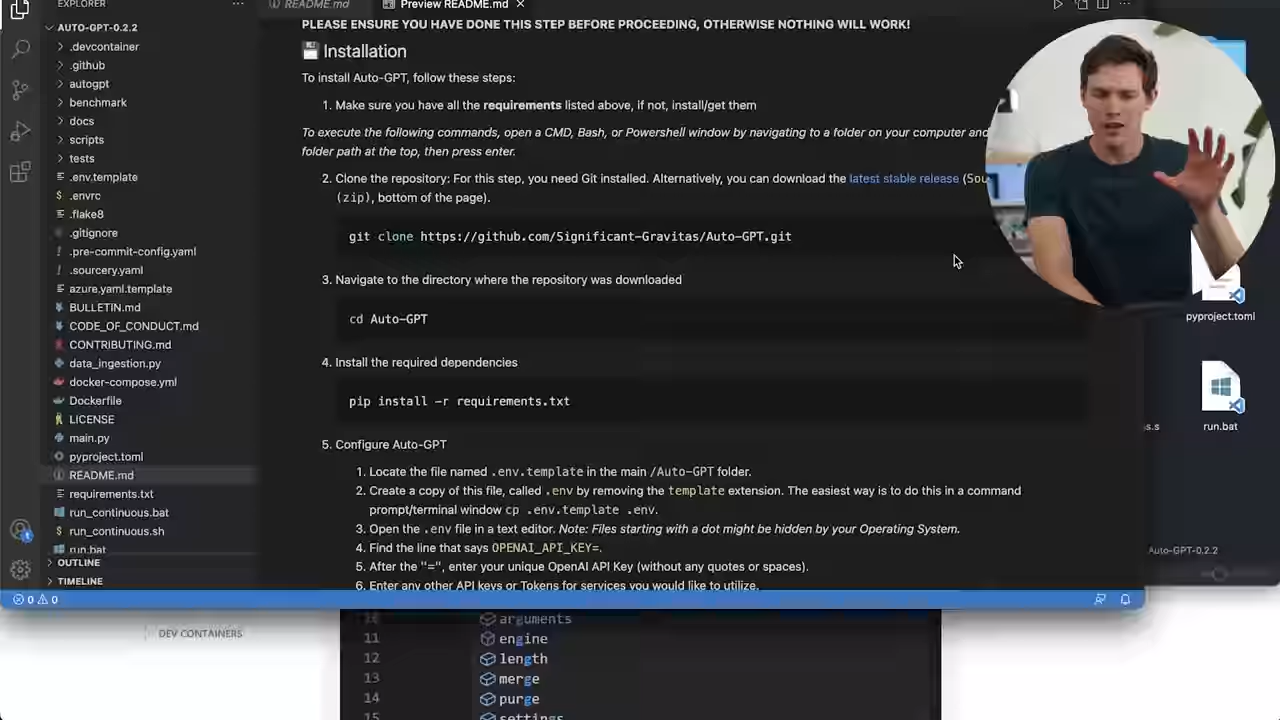 EXPLORER
README.md
Preview README.md
AUTO-GPT-0.2.2
.devcontainer
.github
autogpt
benchmark
docs
scripts
tests
.env.template
.envrc
.flake8
.gitignore
.pre-commit-config.yaml
.sourcery.yaml
azure.yaml.template
BULLETIN.md
CODE_OF_CONDUCT.md
CONTRIBUTING.md
data_ingestion.py
docker-compose.yml
Dockerfile
LICENSE
main.py
pyproject.toml
README.md
requirements.txt
run_continuous.bat
run_continuous.sh
run.bat
OUTLINE
TIMELINE
PLEASE ENSURE YOU HAVE DONE THIS STEP BEFORE PROCEEDING, OTHERWISE NOTHING WILL WORK!
Installation
To install Auto-GPT, follow these steps:
1. Make sure you have all the requirements listed above, if not, install/get them
To execute the following commands, open a CMD, Bash, or Powershell window by navigating to a folder on your computer and
folder path at the top, then press enter.
2. Clone the repository: For this step, you need Git installed. Alternatively, you can download the latest stable release (Sou
(zip), bottom of the page).
git clone https://github.com/Significant-Gravitas/Auto-GPT.git
3. Navigate to the directory where the repository was downloaded
cd Auto-GPT
4. Install the required dependencies
pip install -r requirements.txt
5. Configure Auto-GPT
1. Locate the file named .env.template in the main /Auto-GPT folder.
2. Create a copy of this file, called .env by removing the template extension. The easiest way is to do this in a command
prompt/terminal window cp .env.template .env.
3. Open the .env file in a text editor. Note: Files starting with a dot might be hidden by your Operating System.
4. Find the line that says OPENAI_API_KEY=.
5. After the "=", enter your unique OpenAI API Key (without any quotes or spaces).
6. Enter any other API keys or Tokens for services you would like to utilize.
pyproject.toml
s.s
run.bat
Auto-GPT-0.2.2
1
0 0
DEV CONTAINERS
10 arguments
11 engine
12 length
13 merge
14 purge
15 settings